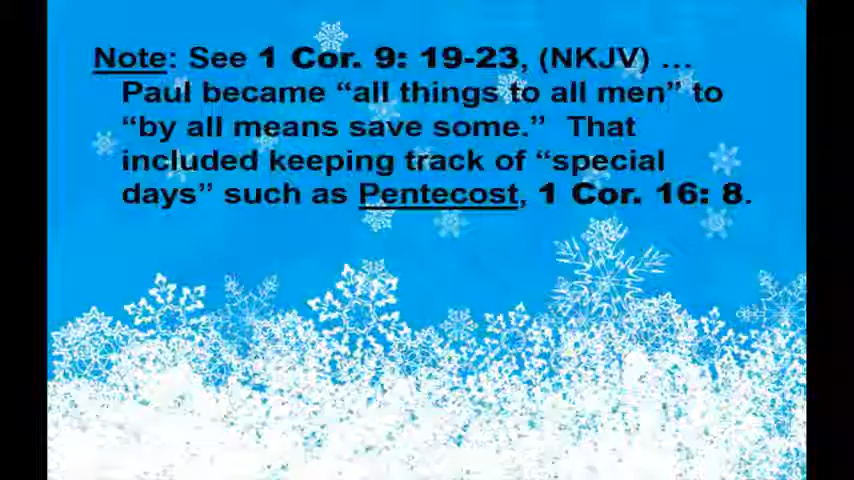 Note: See 1 Cor. 9: 19-23, (NKJV) ...
Paul became “all things to all men” to
“by all means save some.” That
included keeping track of “special
days” such as Pentecost, 1 Cor. 16: 8.